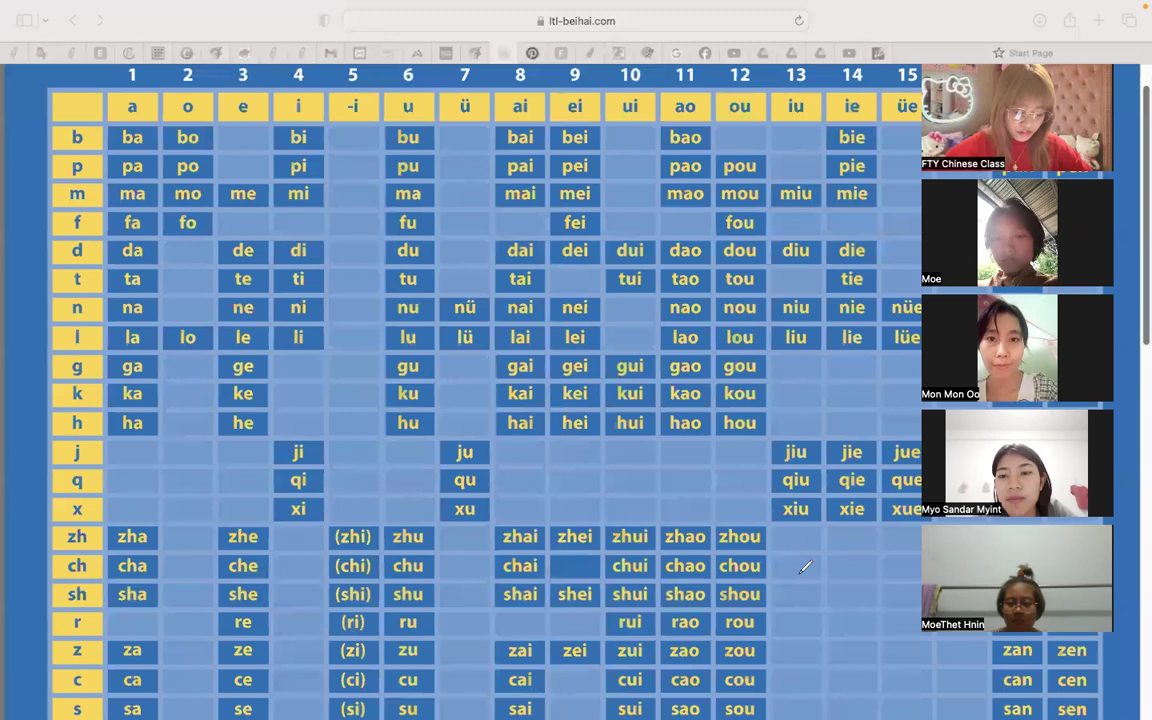 ltl-beihai.com
Start Page
1 2 3 4 5 6 7 8 9 10 11 12 13 14 15
a o e i -i u ü ai ei ui ao ou iu ie üe
b ba bo bi bu bai bei bao bie
p pa po pi pu pai pei pao pou pie
m ma mo me mi ma mai mei mao mou miu mie
f fa fo fu fei fou
d da de di du dai dei dui dao dou diu die
t ta te ti tu tai tui tao tou tie
n na ne ni nu nü nai nei nao nou niu nie nüe
l la lo le li lu lü lai lei lao lou liu lie lüe
g ga ge gu gai gei gui gao gou
k ka ke ku kai kei kui kao kou
h ha he hu hai hei hui hao hou
j ji ju jiu jie jue
q qi qu qiu qie que
x xi xu xiu xie xue
zh zha zhe (zhi) zhu zhai zhei zhui zhao zhou
ch cha che (chi) chu chai chui chao chou
sh sha she (shi) shu shai shei shui shao shou
r re (ri) ru rui rao rou
z za ze (zi) zu zai zei zui zao zou zan zen
c ca ce (ci) cu cai cui cao cou can cen
s sa se (si) su sai sui sao sou san sen
FTY Chinese Class
Moe
Mon Mon Oo
Myo Sandar Myint
MoeThet Hnin